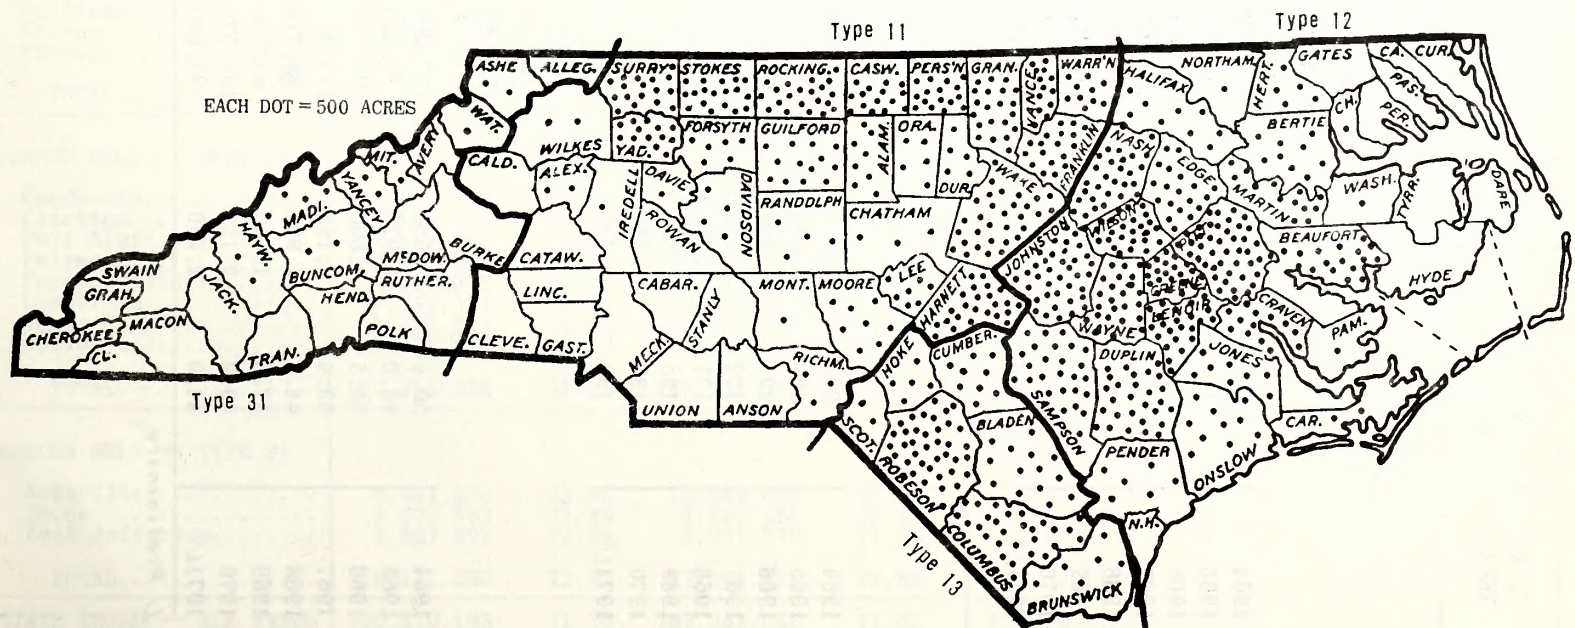 Type 11
Type 12
EACH DOT = 500 ACRES
ASHE
ALLEG.
SURRY
STOKES
ROCKING.
CASW.
PERS'N
GRAN.
VANCE
WARR'N
HALIFAX
NORTHAM.
HERT.
GATES
CA.
CUR.
PAS.
PER.
CH.
WAT.
WILKES
YAD.
FORSYTH
GUILFORD
ALAM.
ORA.
DUR.
FRANKLIN
NASH
EDGE.
BERTIE
MARTIN
WASH.
TYRR.
DARE
AVERY
MIT.
YANCEY
MADI.
CALD.
ALEX.
IREDELL
DAVIE
DAVIDSON
RANDOLPH
CHATHAM
WAKE
JOHNSTON
WILSON
PITT
BEAUFORT
HYDE
HAYW.
BUNCOM.
McDOW.
BURKE
CATAW.
ROWAN
SWAIN
GRAH.
JACK.
HEND.
RUTHER.
LINC.
CABAR.
STANLY
MONT.
MOORE
LEE
HARNET
WAYNE
GREENE
LENOIR
CRAVEN
PAM.
CHEROKEE
MACON
CL.
TRAN.
POLK
CLEVE.
GAST.
MECK.
UNION
ANSON
RICHM.
HOKE
CUMBER.
SAMPSON
DUPLIN
JONES
CAR.
ONSLOW
PENDER
Type 31
SCOT.
ROBESON
BLADEN
COLUMBUS
BRUNSWICK
N.H.
Type 13